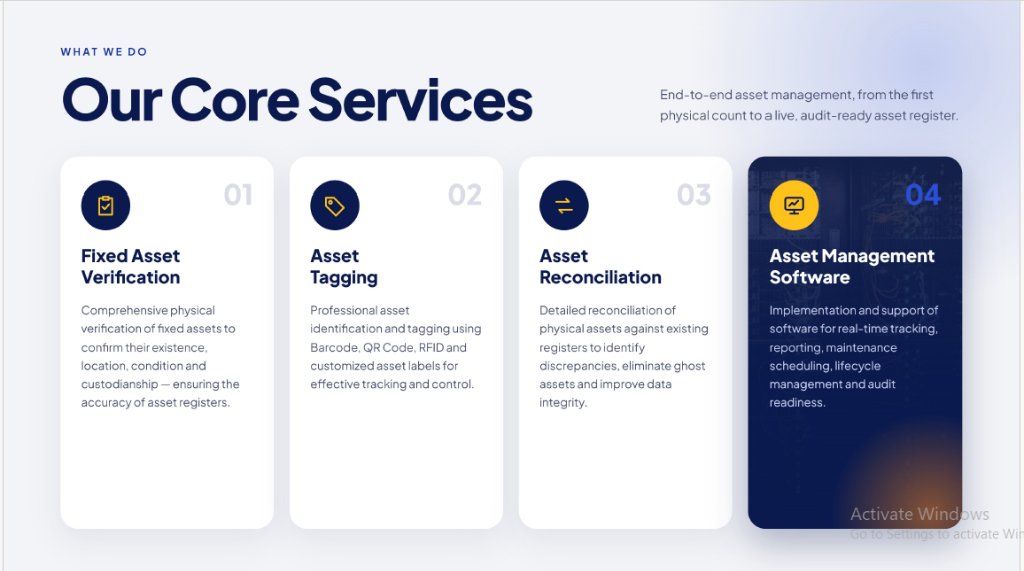 WHAT WE DO
Our Core Services
End-to-end asset management, from the first
physical count to a live, audit-ready asset register.
01
Fixed Asset
Verification
Comprehensive physical
verification of fixed assets to
confirm their existence,
location, condition and
custodianship — ensuring the
accuracy of asset registers.
02
Asset
Tagging
Professional asset
identification and tagging using
Barcode, QR Code, RFID and
customized asset labels for
effective tracking and control.
03
Asset
Reconciliation
Detailed reconciliation of
physical assets against existing
registers to identify
discrepancies, eliminate ghost
assets and improve data
integrity.
04
Asset Management
Software
Implementation and support of
software for real-time tracking,
reporting, maintenance
scheduling, lifecycle
management and audit
readiness.
Activate Windows
Go to Settings to activate Win